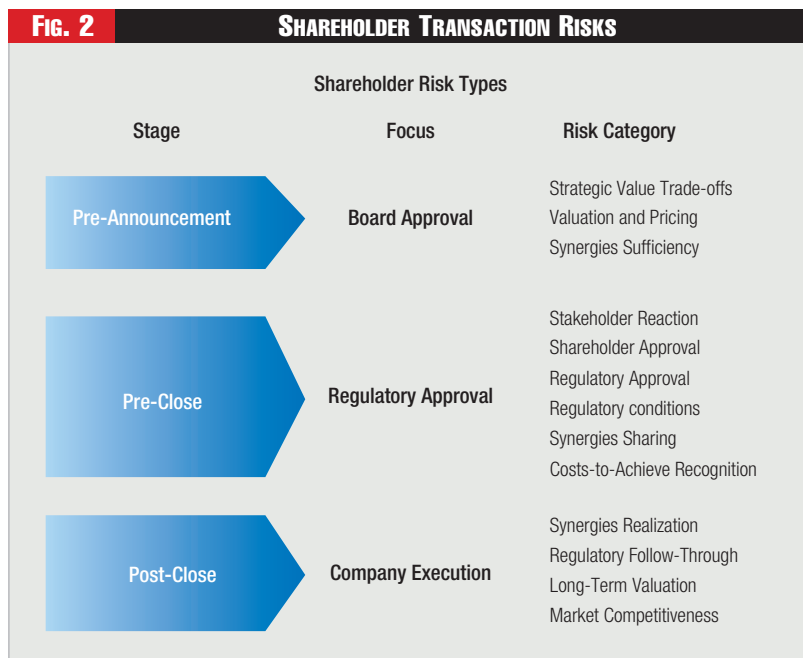 FIG. 2 SHAREHOLDER TRANSACTION RISKS
Shareholder Risk Types
Stage Focus Risk Category
Pre-Announcement
Board Approval
Strategic Value Trade-offs
Valuation and Pricing
Synergies Sufficiency
Pre-Close
Regulatory Approval
Stakeholder Reaction
Shareholder Approval
Regulatory Approval
Regulatory conditions
Synergies Sharing
Costs-to-Achieve Recognition
Post-Close
Company Execution
Synergies Realization
Regulatory Follow-Through
Long-Term Valuation
Market Competitiveness